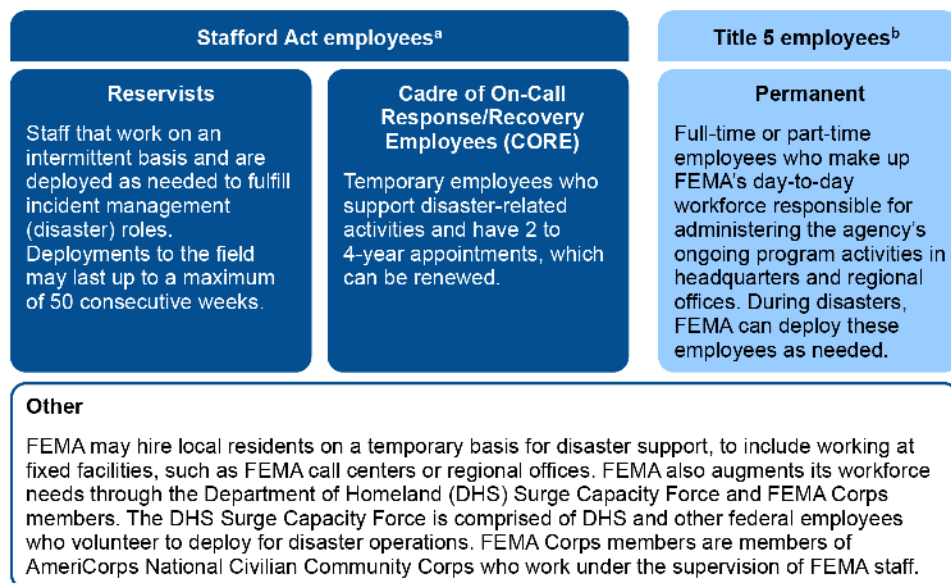 Stafford Act employeesᵃ
Title 5 employeesᵇ
Reservists
Staff that work on an
intermittent basis and are
deployed as needed to fulfill
incident management
(disaster) roles.
Deployments to the field
may last up to a maximum
of 50 consecutive weeks.
Cadre of On-Call
Response/Recovery
Employees (CORE)
Temporary employees who
support disaster-related
activities and have 2 to
4-year appointments, which
can be renewed.
Permanent
Full-time or part-time
employees who make up
FEMA's day-to-day
workforce responsible for
administering the agency's
ongoing program activities in
headquarters and regional
offices. During disasters,
FEMA can deploy these
employees as needed.
Other
FEMA may hire local residents on a temporary basis for disaster support, to include working at
fixed facilities, such as FEMA call centers or regional offices. FEMA also augments its workforce
needs through the Department of Homeland (DHS) Surge Capacity Force and FEMA Corps
members. The DHS Surge Capacity Force is comprised of DHS and other federal employees
who volunteer to deploy for disaster operations. FEMA Corps members are members of
AmeriCorps National Civilian Community Corps who work under the supervision of FEMA staff.